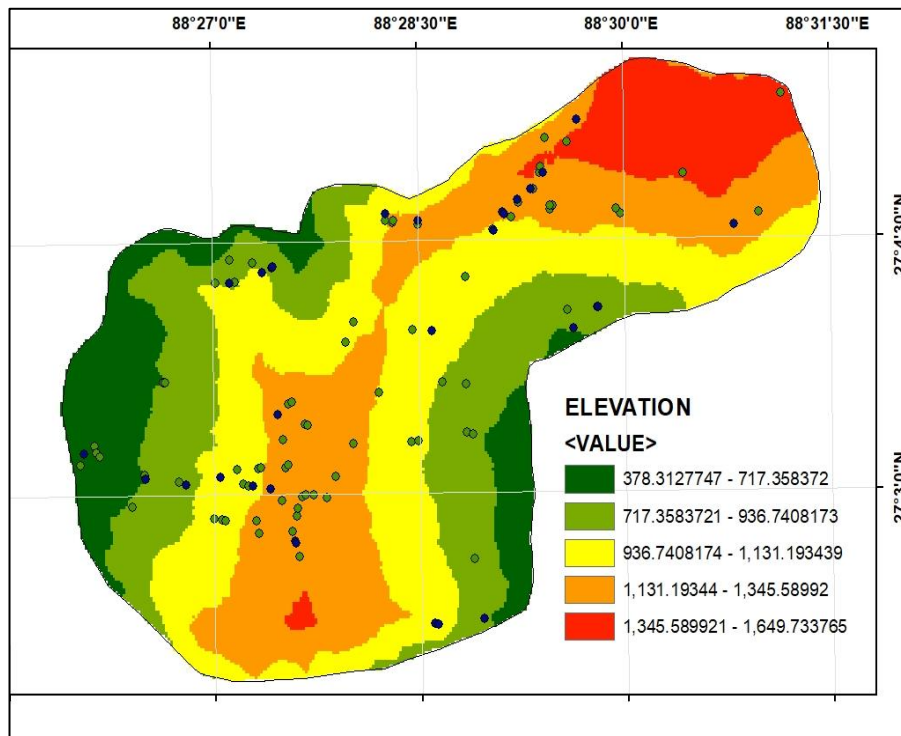 88°27'0"E 88°28'30"E 88°30'0"E 88°31'30"E
27°4'30"N
27°3'0"N
ELEVATION
<VALUE>
378.3127747 - 717.358372
717.3583721 - 936.7408173
936.7408174 - 1,131.193439
1,131.19344 - 1,345.58992
1,345.589921 - 1,649.733765